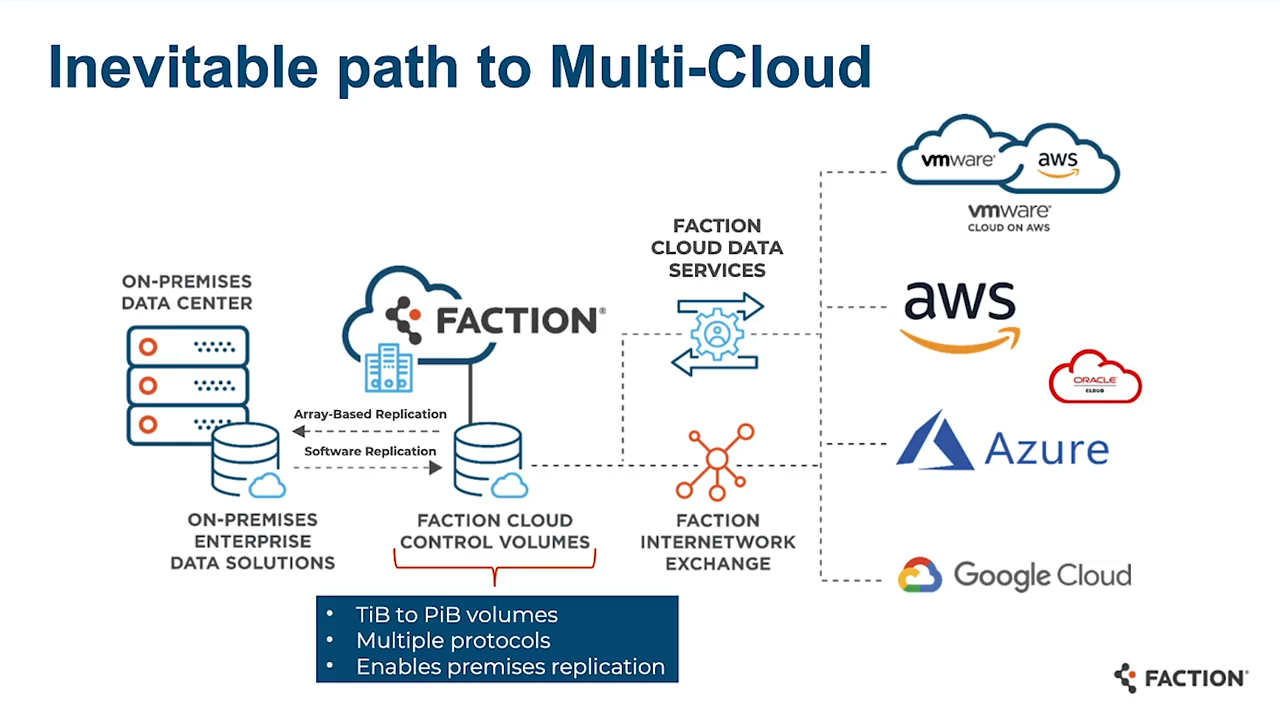 Inevitable path to Multi-Cloud
ON-PREMISES
DATA CENTER
FACTION®
Array-Based Replication
Software Replication
ON-PREMISES
ENTERPRISE
DATA SOLUTIONS
FACTION CLOUD
CONTROL VOLUMES
• TiB to PiB volumes
• Multiple protocols
• Enables premises replication
FACTION
CLOUD DATA
SERVICES
FACTION
INTERNETWORK
EXCHANGE
vmware®
aws
vmware®
CLOUD ON AWS
aws
ORACLE
CLOUD
Azure
Google Cloud
FACTION®